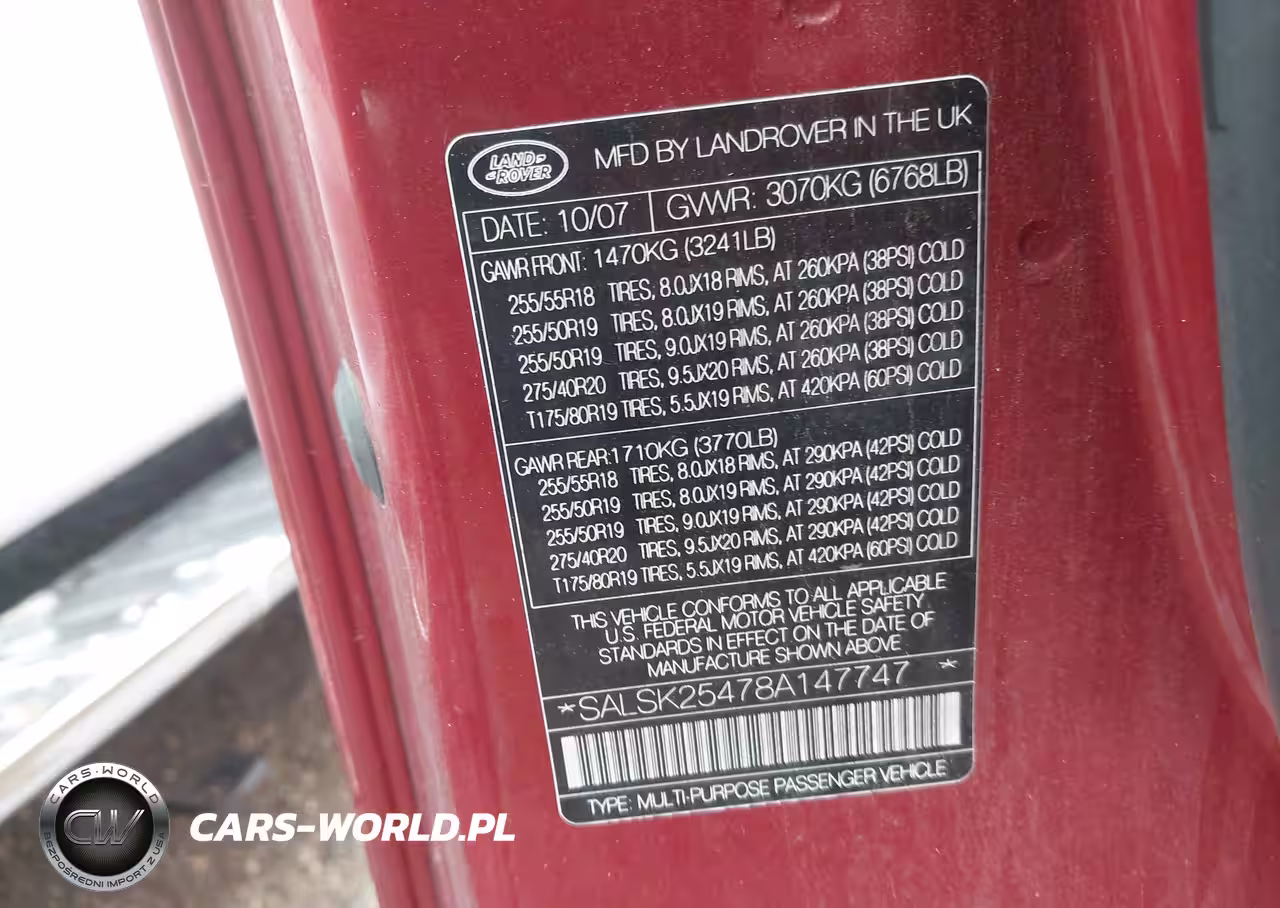 LAND-
-ROVER
MFD BY LANDROVER IN THE UK
DATE: 10/07 GVWR: 3070KG (6768LB)
GAWR FRONT: 1470KG (3241LB)
255/55R18 TIRES, 8.0JX18 RIMS, AT 260KPA (38PSI) COLD
255/50R19 TIRES, 8.0JX19 RIMS, AT 260KPA (38PSI) COLD
255/50R19 TIRES, 9.0JX19 RIMS, AT 260KPA (38PSI) COLD
275/40R20 TIRES, 9.5JX20 RIMS, AT 260KPA (38PSI) COLD
T175/80R19 TIRES, 5.5JX19 RIMS, AT 420KPA (60PSI) COLD
GAWR REAR:1710KG (3770LB)
255/55R18 TIRES, 8.0JX18 RIMS, AT 290KPA (42PSI) COLD
255/50R19 TIRES, 8.0JX19 RIMS, AT 290KPA (42PSI) COLD
255/50R19 TIRES, 9.0JX19 RIMS, AT 290KPA (42PSI) COLD
275/40R20 TIRES, 9.5JX20 RIMS, AT 290KPA (42PSI) COLD
T175/80R19 TIRES, 5.5JX19 RIMS, AT 420KPA (60PSI) COLD
THIS VEHICLE CONFORMS TO ALL APPLICABLE
U.S. FEDERAL MOTOR VEHICLE SAFETY
STANDARDS IN EFFECT ON THE DATE OF
MANUFACTURE SHOWN ABOVE
*SALSK25478A147747 *
TYPE: MULTI-PURPOSE PASSENGER VEHICLE
CARS-WORLD
CW
BEZPOŚREDNI IMPORT Z USA
CARS-WORLD.PL